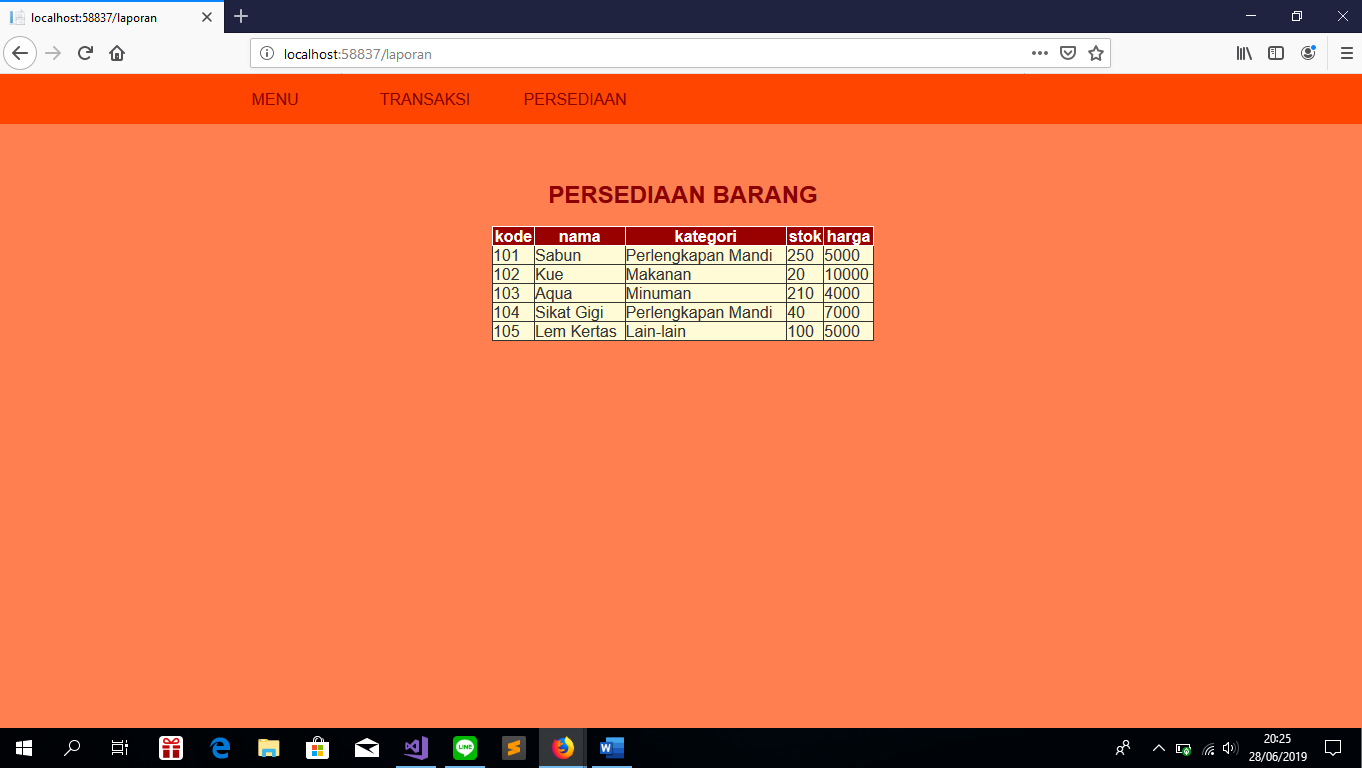 localhost:58837/laporan
localhost:58837/laporan
MENU TRANSAKSI PERSEDIAAN
PERSEDIAAN BARANG
kode nama kategori stok harga
101 Sabun Perlengkapan Mandi 250 5000
102 Kue Makanan 20 10000
103 Aqua Minuman 210 4000
104 Sikat Gigi Perlengkapan Mandi 40 7000
105 Lem Kertas Lain-lain 100 5000
LINE
20:25
28/06/2019